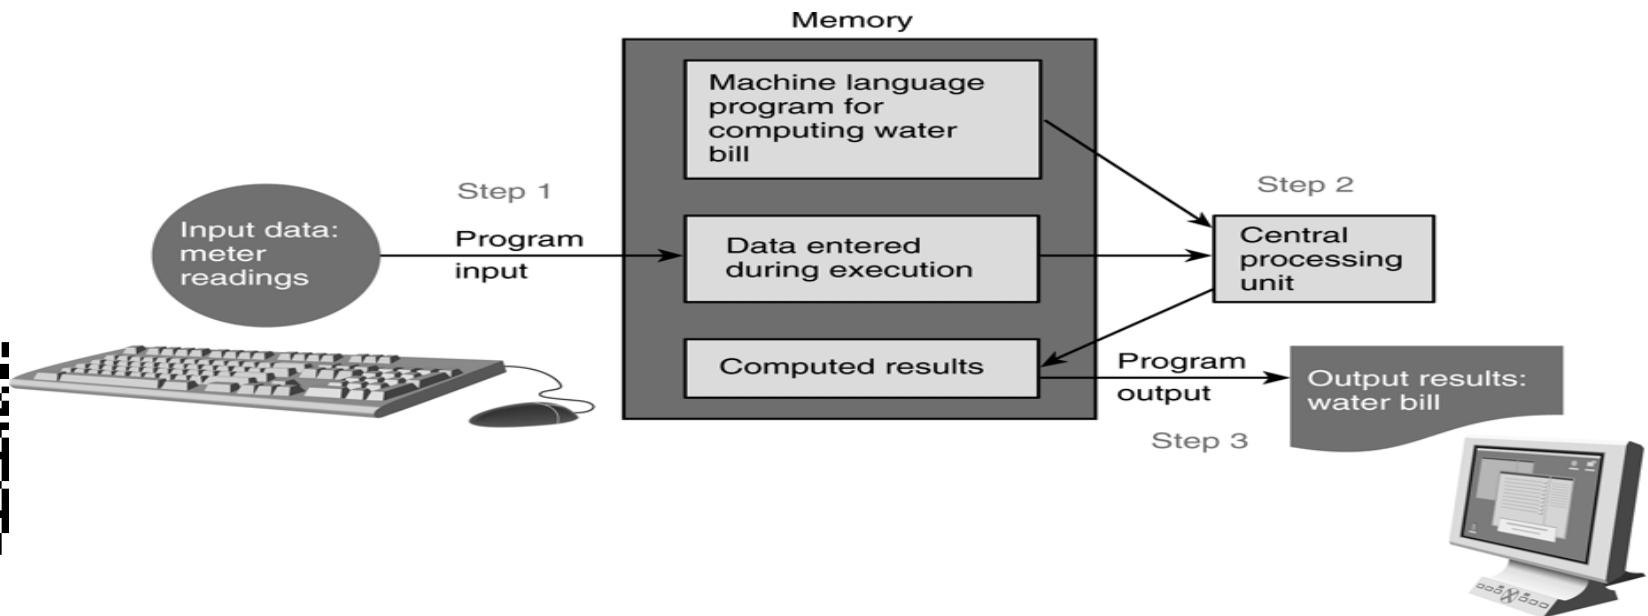 Memory
Machine language
program for
computing water
bill
Step 1
Step 2
Input data:
meter
readings
Program
input
Data entered
during execution
Central
processing
unit
Computed results
Program
output
Output results:
water bill
Step 3